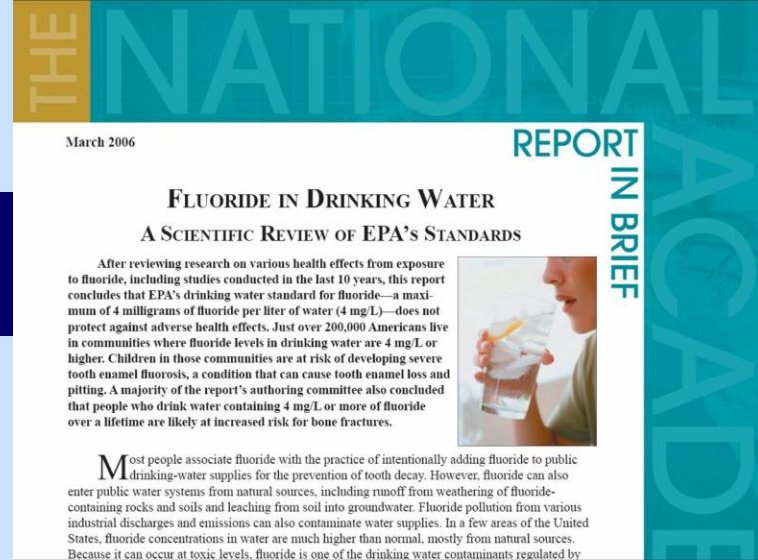 THE
NATIONAL
ACADE
March 2006
REPORT
IN BRIEF
FLUORIDE IN DRINKING WATER
A SCIENTIFIC REVIEW OF EPA'S STANDARDS
After reviewing research on various health effects from exposure
to fluoride, including studies conducted in the last 10 years, this report
concludes that EPA's drinking water standard for fluoride—a maxi-
mum of 4 milligrams of fluoride per liter of water (4 mg/L)—does not
protect against adverse health effects. Just over 200,000 Americans live
in communities where fluoride levels in drinking water are 4 mg/L or
higher. Children in those communities are at risk of developing severe
tooth enamel fluorosis, a condition that can cause tooth enamel loss and
pitting. A majority of the report's authoring committee also concluded
that people who drink water containing 4 mg/L or more of fluoride
over a lifetime are likely at increased risk for bone fractures.
Most people associate fluoride with the practice of intentionally adding fluoride to public
drinking-water supplies for the prevention of tooth decay. However, fluoride can also
enter public water systems from natural sources, including runoff from weathering of fluoride-
containing rocks and soils and leaching from soil into groundwater. Fluoride pollution from various
industrial discharges and emissions can also contaminate water supplies. In a few areas of the United
States, fluoride concentrations in water are much higher than normal, mostly from natural sources.
Because it can occur at toxic levels, fluoride is one of the drinking water contaminants regulated by